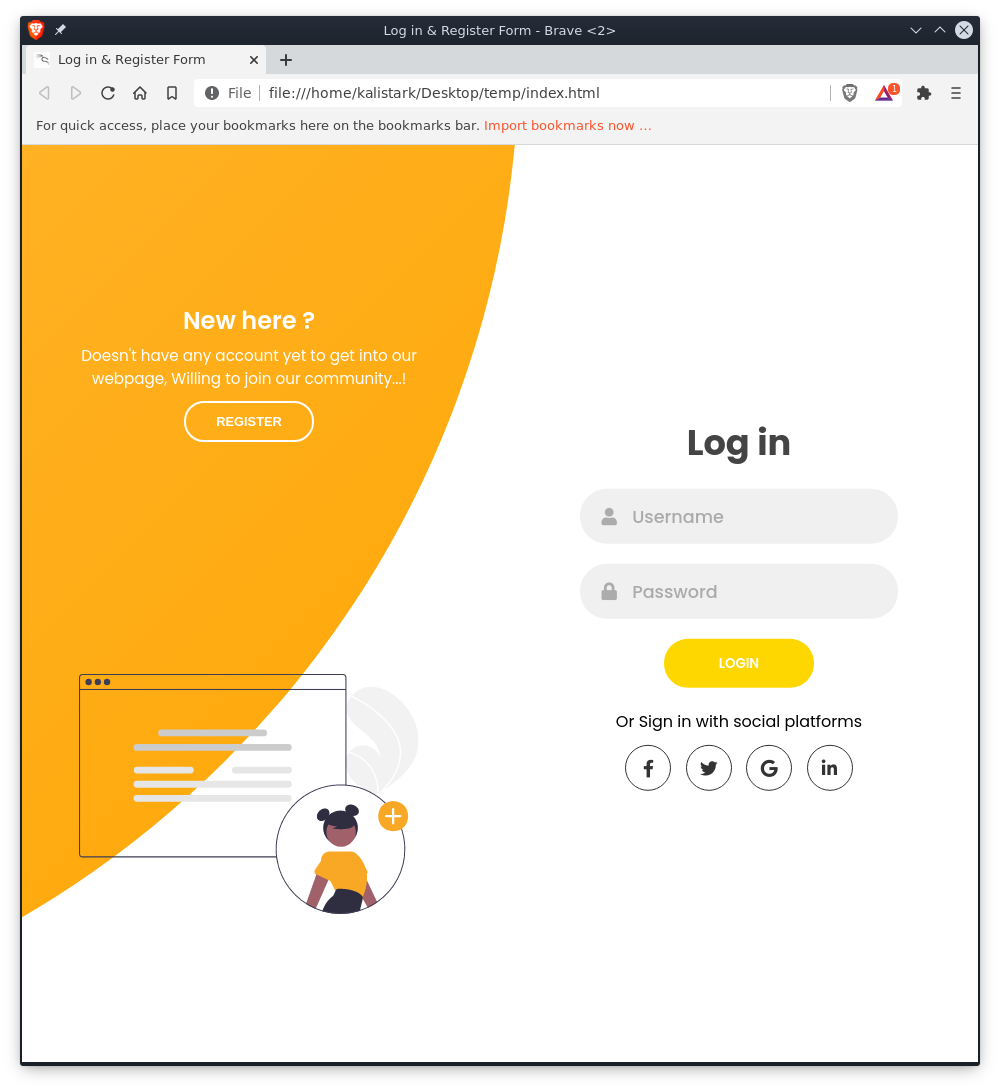 Log in & Register Form - Brave <2>
Log in & Register Form
File file:///home/kalistark/Desktop/temp/index.html
1
For quick access, place your bookmarks here on the bookmarks bar. Import bookmarks now ...
New here ?
Doesn't have any account yet to get into our
webpage, Willing to join our community...!
REGISTER
Log in
Username
Password
LOGIN
Or Sign in with social platforms